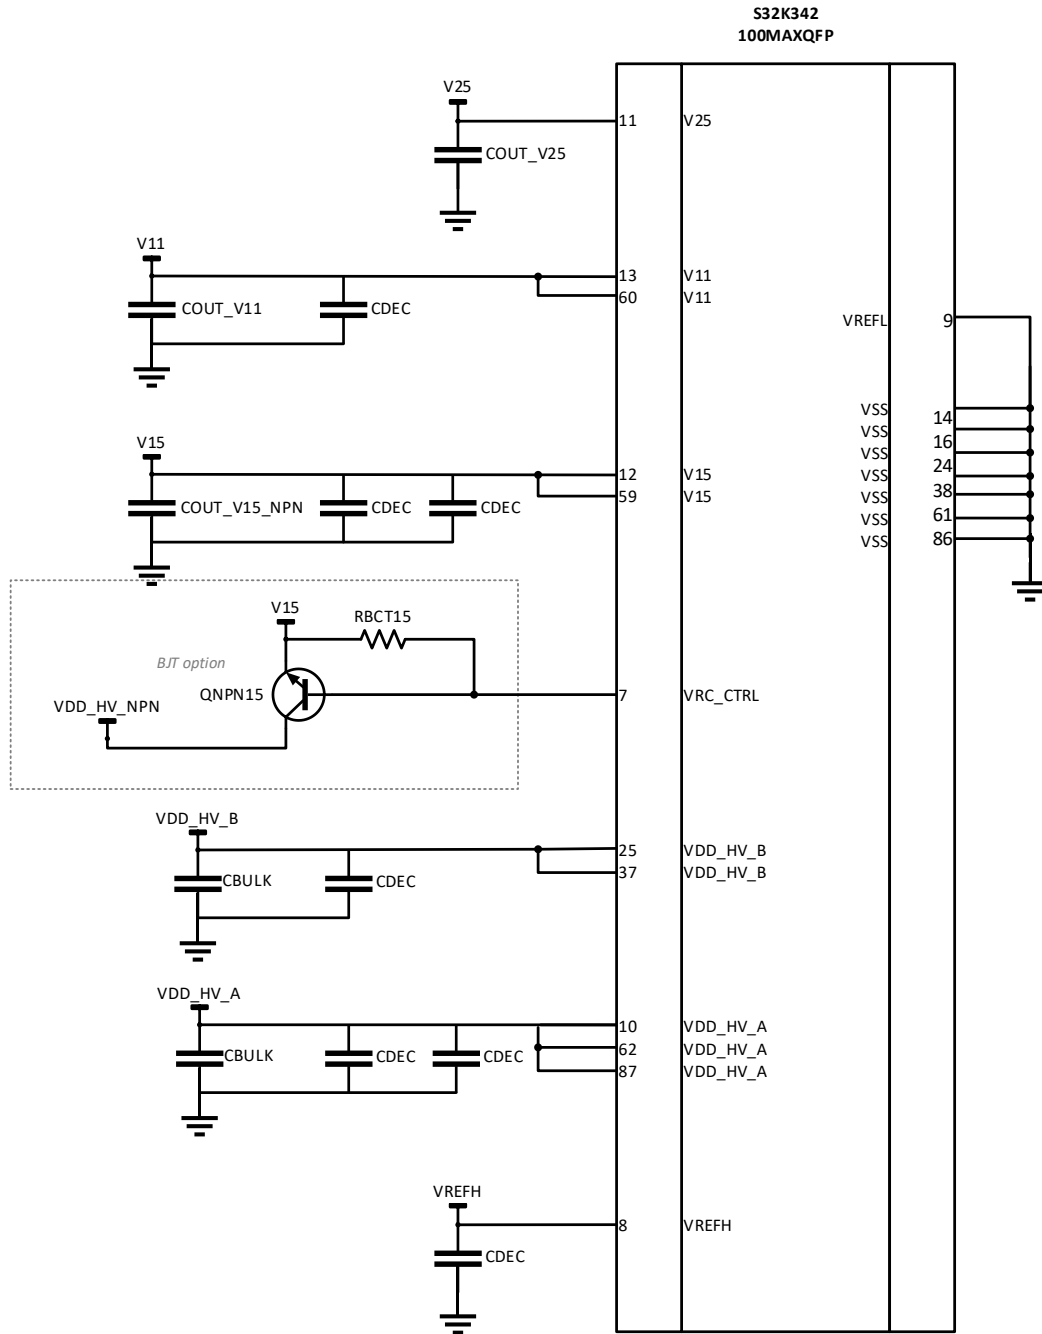 S32K342
100MAXQFP
V25
11 V25
COUT_V25
V11
13 V11
60 V11
COUT_V11 CDEC
VREFL 9
V15
12 V15
59 V15
COUT_V15_NPN CDEC CDEC
VSS 14
VSS 16
VSS 24
VSS 38
VSS 61
VSS 86
VSS
V15
RBCT15
BJT option
QNPN15
7 VRC_CTRL
VDD_HV_NPN
VDD_HV_B
25 VDD_HV_B
37 VDD_HV_B
CBULK CDEC
VDD_HV_A
10 VDD_HV_A
62 VDD_HV_A
87 VDD_HV_A
CBULK CDEC CDEC
VREFH
8 VREFH
CDEC